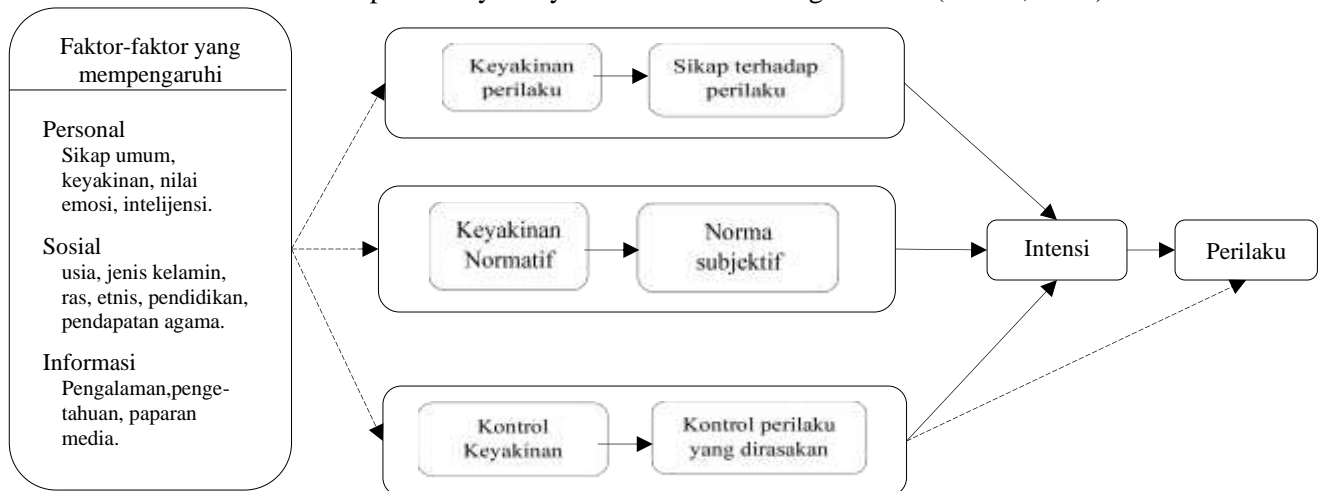 Faktor-faktor yang
mempengaruhi
Personal
Sikap umum,
keyakinan, nilai
emosi, intelijensi.
Sosial
usia, jenis kelamin,
ras, etnis, pendidikan,
pendapatan agama.
Informasi
Pengalaman,penge-
tahuan, paparan
media.
Keyakinan
perilaku
Sikap terhadap
perilaku
Keyakinan
Normatif
Norma
subjektif
Kontrol
Keyakinan
Kontrol perilaku
yang dirasakan
Intensi
Perilaku